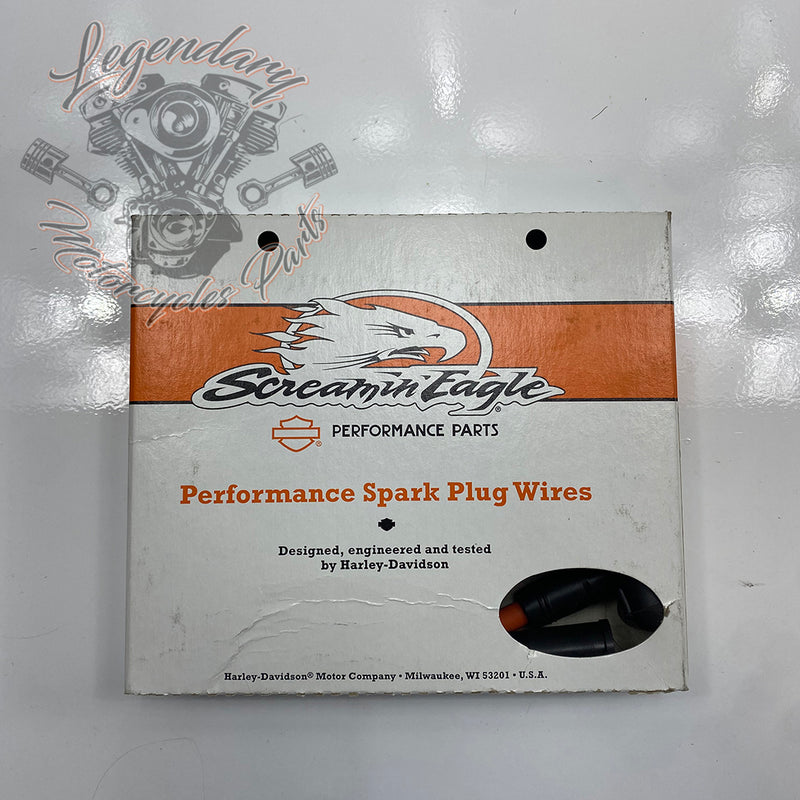 Legendary
Motorcycles Parts
Screamin' Eagle®
® PERFORMANCE PARTS
Performance Spark Plug Wires
Designed, engineered and tested
by Harley-Davidson
Harley-Davidson® Motor Company • Milwaukee, WI 53201 • U.S.A.